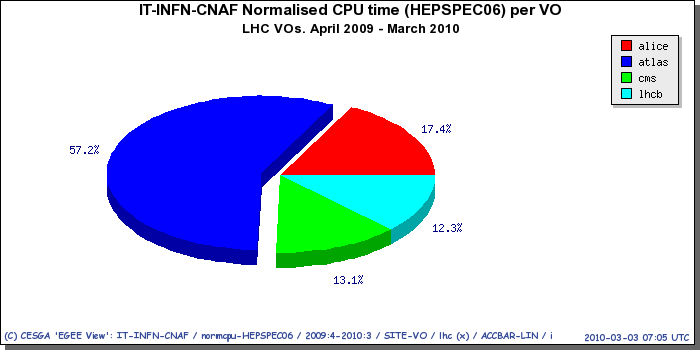 IT-INFN-CNAF Normalised CPU time (HEPSPEC06) per VO
LHC VOs. April 2009 - March 2010
alice
atlas
cms
lhcb
17.4%
57.2%
12.3%
13.1%
(C) CESGA 'EGEE View': IT-INFN-CNAF / normcpu-HEPSPEC06 / 2009:4-2010:3 / SITE-VO / lhc (x) / ACCBAR-LIN / i
2010-03-03 07:05 UTC